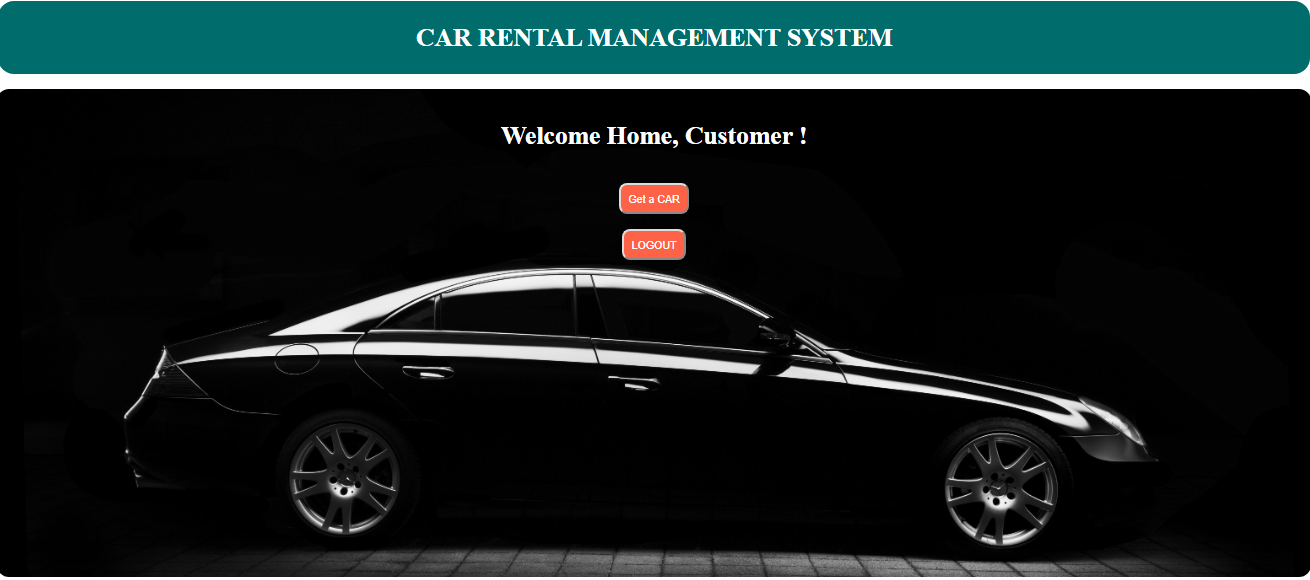 CAR RENTAL MANAGEMENT SYSTEM
Welcome Home, Customer !
Get a CAR
LOGOUT